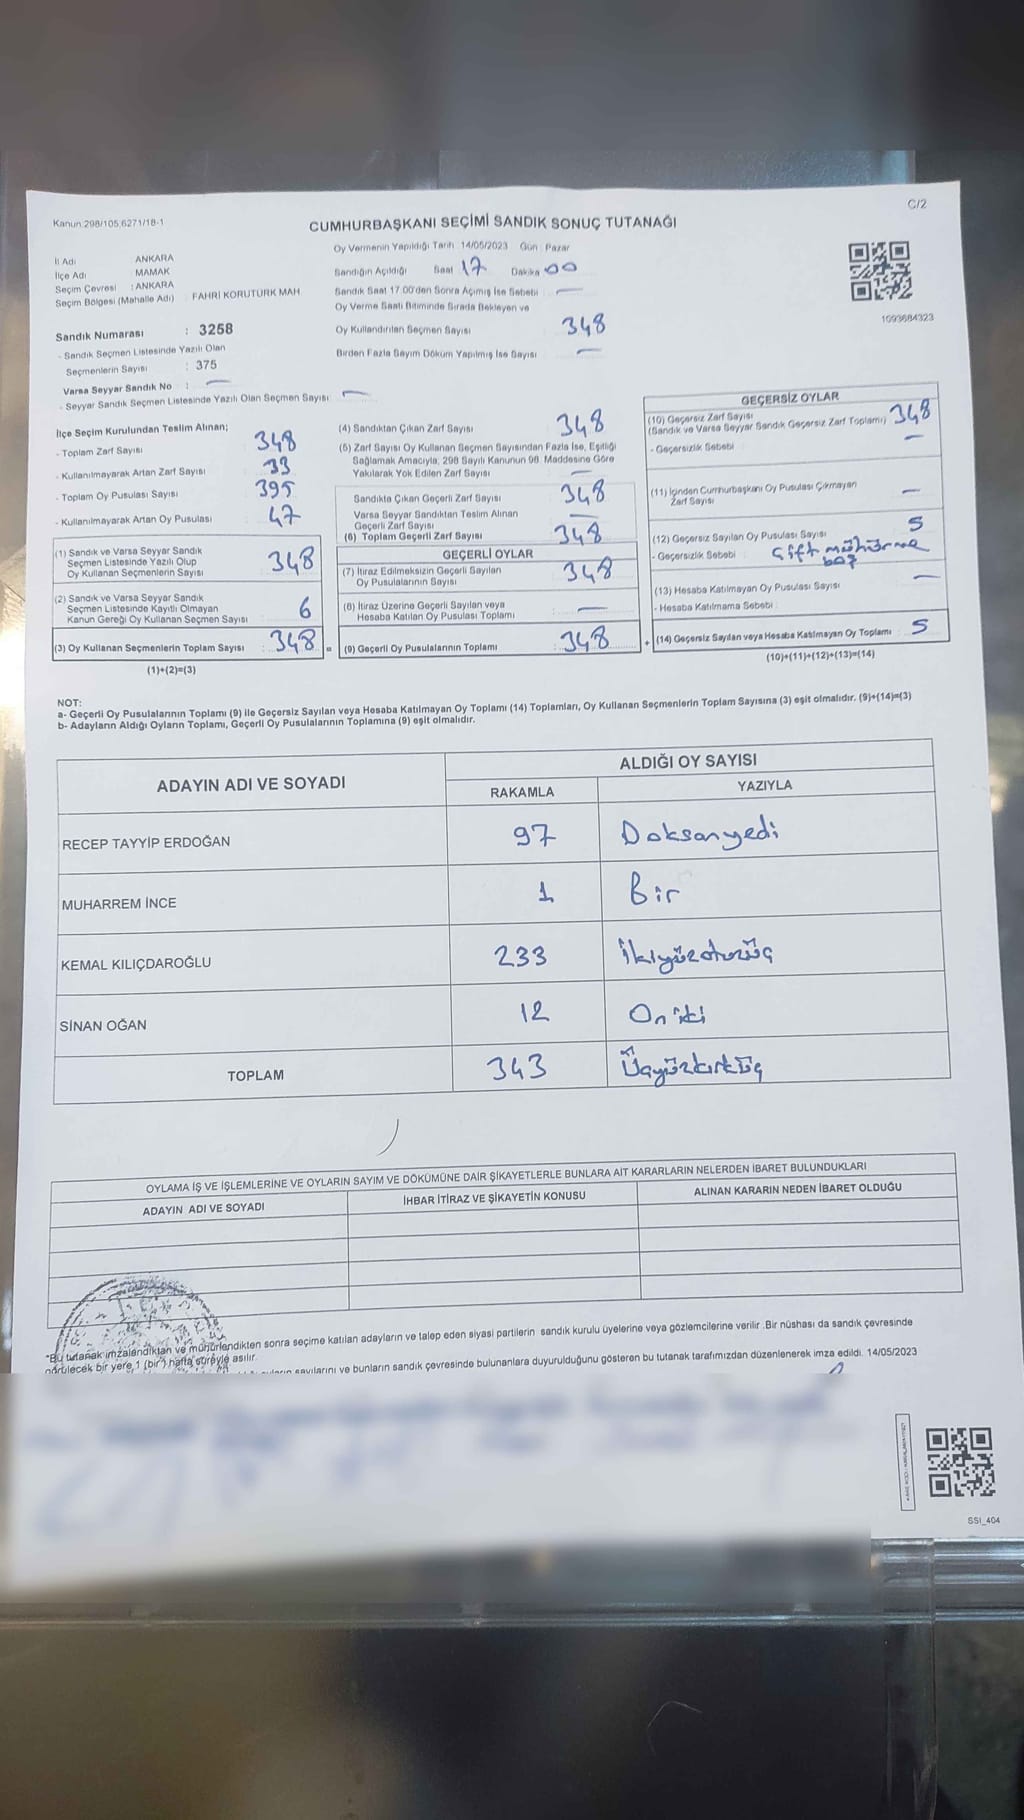 C/2
Kanun:298/105,6271/18-1
CUMHURBAŞKANI SEÇİMİ SANDIK SONUÇ TUTANAĞI
İl Adı ANKARA
İlçe Adı MAMAK
Seçim Çevresi : ANKARA
Seçim Bölgesi (Mahalle Adı) : FAHRİ KORUTÜRK MAH
Oy Vermenin Yapıldığı Tarih 14/05/2023 Gün Pazar
Sandığın Açıldığı Saat 17 Dakika 00
Sandık Saat 17.00'den Sonra Açılmış İse Sebebi —
Oy Verme Saati Bitiminde Sırada Bekleyen ve
Oy Kullandırılan Seçmen Sayısı 348
Birden Fazla Sayım Döküm Yapılmış İse Sayısı —
1093684323
Sandık Numarası : 3258
- Sandık Seçmen Listesinde Yazılı Olan
Seçmenlerin Sayısı : 375
Varsa Seyyar Sandık No : —
- Seyyar Sandık Seçmen Listesinde Yazılı Olan Seçmen Sayısı —
İlçe Seçim Kurulundan Teslim Alınan;
- Toplam Zarf Sayısı 348
- Kullanılmayarak Artan Zarf Sayısı 33
- Toplam Oy Pusulası Sayısı 395
- Kullanılmayarak Artan Oy Pusulası 47
(1) Sandık ve Varsa Seyyar Sandık
Seçmen Listesinde Yazılı Olup
Oy Kullanan Seçmenlerin Sayısı 348
(2) Sandık ve Varsa Seyyar Sandık
Seçmen Listesinde Kayıtlı Olmayan
Kanun Gereği Oy Kullanan Seçmen Sayısı 6
(3) Oy Kullanan Seçmenlerin Toplam Sayısı 348 =
(1)+(2)=(3)
(4) Sandıktan Çıkan Zarf Sayısı 348
(5) Zarf Sayısı Oy Kullanan Seçmen Sayısından Fazla İse, Eşitliği
Sağlamak Amacıyla, 298 Sayılı Kanunun 98. Maddesine Göre
Yakılarak Yok Edilen Zarf Sayısı —
Sandıkta Çıkan Geçerli Zarf Sayısı 348
Varsa Seyyar Sandıktan Teslim Alınan
Geçerli Zarf Sayısı —
(6) Toplam Geçerli Zarf Sayısı 348
GEÇERLİ OYLAR
(7) İtiraz Edilmeksizin Geçerli Sayılan
Oy Pusulalarının Sayısı 348
(8) İtiraz Üzerine Geçerli Sayılan veya
Hesaba Katılan Oy Pusulası Toplamı —
(9) Geçerli Oy Pusulalarının Toplamı 348 +
GEÇERSİZ OYLAR
(10) Geçersiz Zarf Sayısı
(Sandık ve Varsa Seyyar Sandık Geçersiz Zarf Toplamı) 348
- Geçersizlik Sebebi —
(11) İçinden Cumhurbaşkanı Oy Pusulası Çıkmayan
Zarf Sayısı —
(12) Geçersiz Sayılan Oy Pusulası Sayısı 5
- Geçersizlik Sebebi Çift mühürme
boş
(13) Hesaba Katılmayan Oy Pusulası Sayısı —
- Hesaba Katılmama Sebebi
(14) Geçersiz Sayılan veya Hesaba Katılmayan Oy Toplamı 5
(10)+(11)+(12)+(13)=(14)
NOT:
a- Geçerli Oy Pusulalarının Toplamı (9) ile Geçersiz Sayılan veya Hesaba Katılmayan Oy Toplamı (14) Toplamları, Oy Kullanan Seçmenlerin Toplam Sayısına (3) eşit olmalıdır. (9)+(14)=(3)
b- Adayların Aldığı Oyların Toplamı, Geçerli Oy Pusulalarının Toplamına (9) eşit olmalıdır.
ADAYIN ADI VE SOYADI
ALDIĞI OY SAYISI
RAKAMLA YAZIYLA
RECEP TAYYİP ERDOĞAN 97 Doksanyedi
MUHARREM İNCE 1 Bir
KEMAL KILIÇDAROĞLU 233 İkiyüzotuzüç
SİNAN OĞAN 12 Oniki
TOPLAM 343 Üçyüzkırküç
OYLAMA İŞ VE İŞLEMLERİNE VE OYLARIN SAYIM VE DÖKÜMÜNE DAİR ŞİKAYETLERLE BUNLARA AİT KARARLARIN NELERDEN İBARET BULUNDUKLARI
ADAYIN ADI VE SOYADI İHBAR İTİRAZ VE ŞİKAYETİN KONUSU ALINAN KARARIN NEDEN İBARET OLDUĞU
*Bu tutanak imzalandıktan ve mühürlendikten sonra seçime katılan adayların ve talep eden siyasi partilerin sandık kurulu üyelerine veya gözlemcilerine verilir .Bir nüshası da sandık çevresinde
görülecek bir yere 1 (bir ) hafta süreyle asılır.
sayılarını ve bunların sandık çevresinde bulunanlara duyurulduğunu gösteren bu tutanak tarafımızdan düzenlenerek imza edildi. 14/05/2023
SSI_404